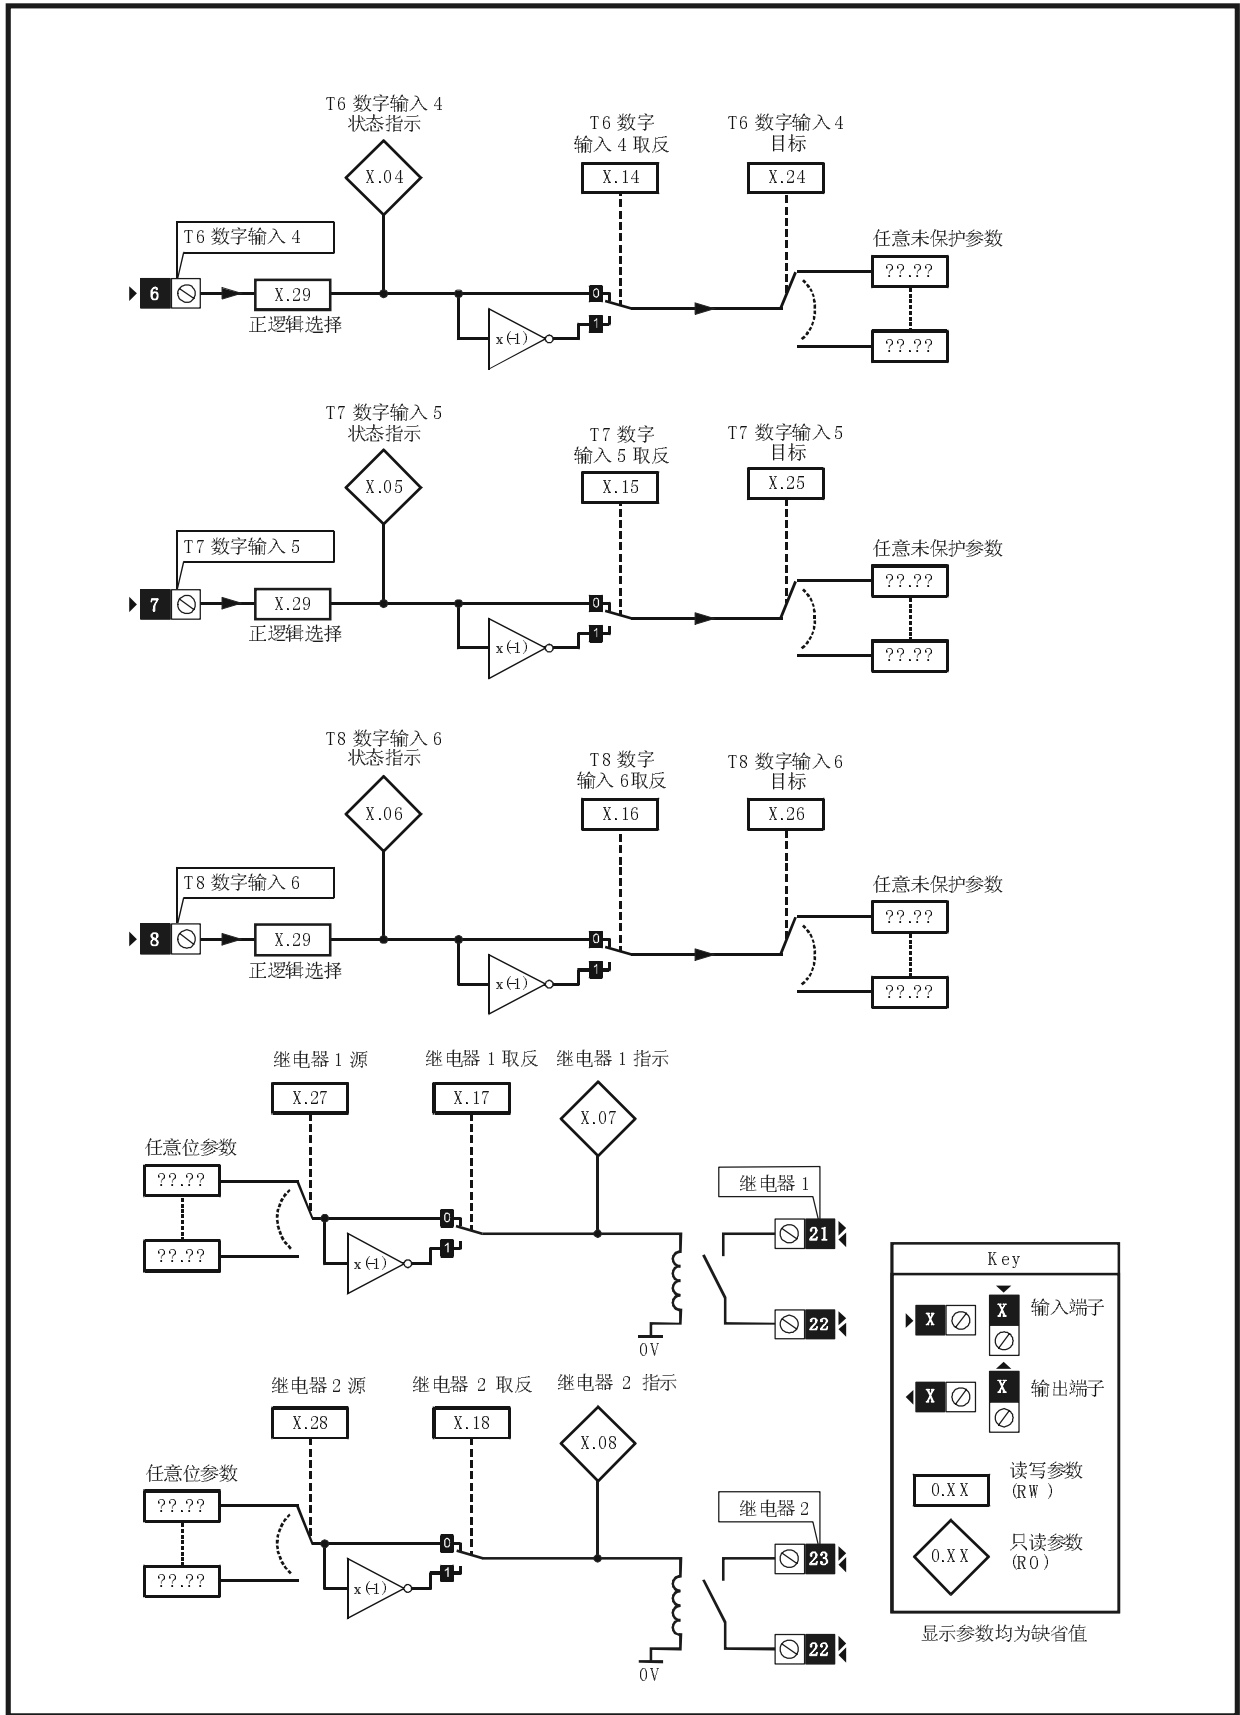 T6 数字输入 4
状态指示
T6 数字
输入 4 取反
T6 数字输入4
目标
X.04
X.14
X.24
T6 数字输入 4
任意未保护参数
??.??
6
X.29
正逻辑选择
0
1
x(-1)
??.??
T7 数字输入 5
状态指示
T7 数字
输入 5 取反
T7 数字输入5
目标
X.05
X.15
X.25
T7 数字输入 5
任意未保护参数
??.??
7
X.29
正逻辑选择
0
1
x(-1)
??.??
T8 数字输入 6
状态指示
T8 数字
输入 6取反
T8 数字输入6
目标
X.06
X.16
X.26
T8 数字输入 6
任意未保护参数
??.??
8
X.29
正逻辑选择
0
1
x(-1)
??.??
继电器 1 源
继电器 1 取反
继电器 1 指示
X.27
X.17
X.07
任意位参数
??.??
??.??
0
1
x(-1)
继电器 1
21
22
0V
继电器 2 源
继电器 2 取反
继电器 2 指示
X.28
X.18
X.08
任意位参数
??.??
??.??
0
1
x(-1)
继电器 2
23
22
0V
Key
X
X
输入端子
X
X
输出端子
0.XX
读写参数
(RW)
0.XX
只读参数
(RO)
显示参数均为缺省值